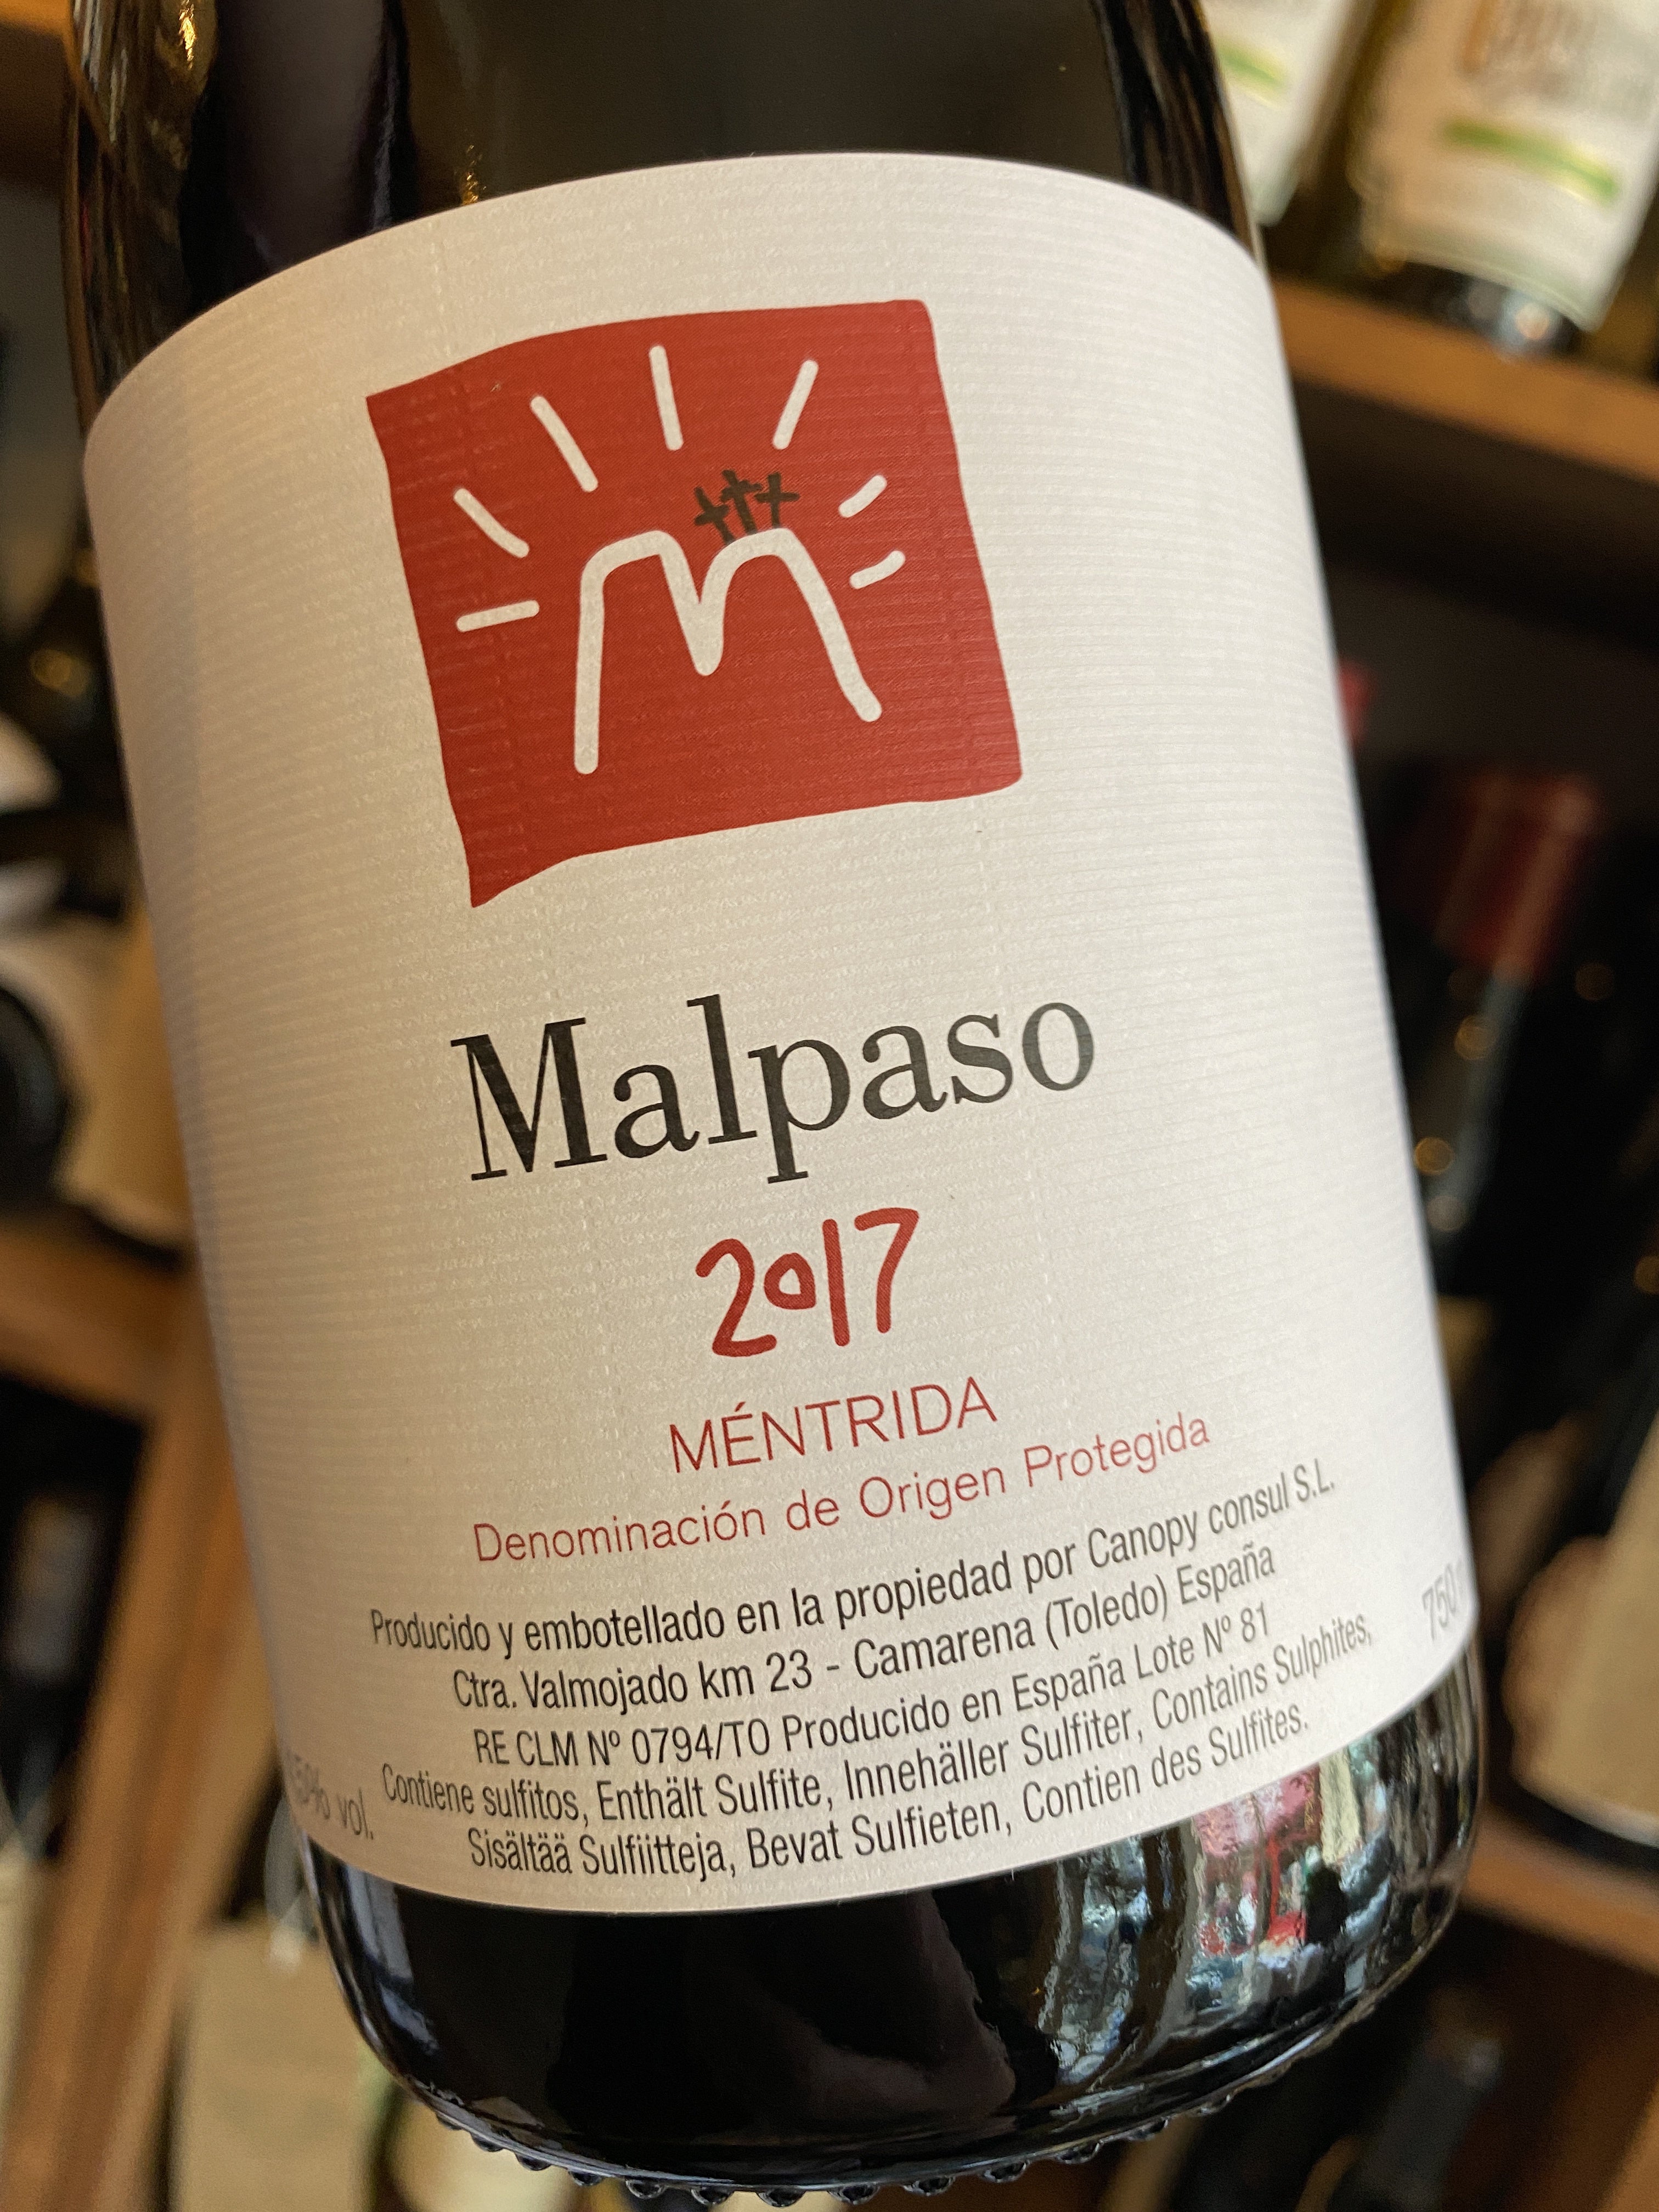 Malpaso
2017
MÉNTRIDA
Denominación de Origen Protegida
Producido y embotellado en la propiedad por Canopy consul S.L.
Ctra. Valmojado km 23 - Camarena (Toledo) España
RE CLM Nº 0794/TO Producido en España Lote Nº 81
Contiene sulfitos, Enthält Sulfite, Innehäller Sulfiter, Contains Sulphites,
Sisältää Sulfiitteja, Bevat Sulfieten, Contien des Sulfites.
vol.
750